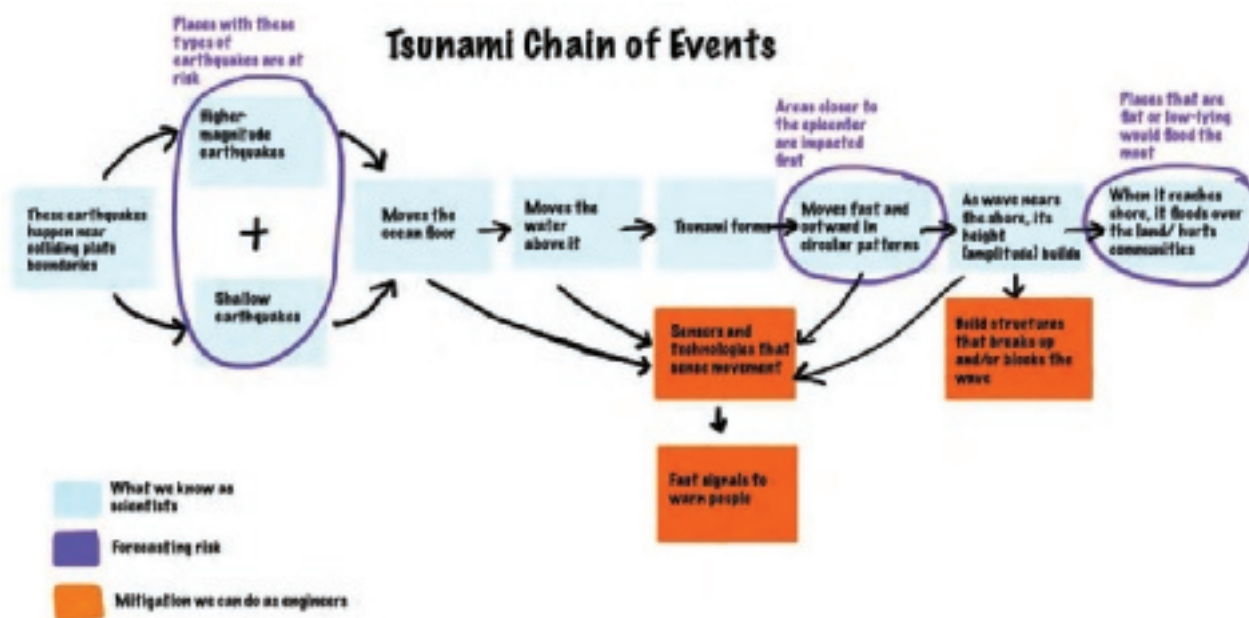 Places with these
types of
earthquakes are at
risk
Tsunami Chain of Events
Higher-
magnitude
earthquakes
+
Shallow
earthquakes
These earthquakes
happen near
colliding plate
boundaries
Moves the
ocean floor
Moves the
water
above it
Tsunami forms
Areas closer to
the epicenter
are impacted
first
Moves fast and
outward in
circular patterns
As wave nears
the shore, its
height
(amplitude) builds
Places that are
flat or low-lying
would flood the
most
When it reaches
shore, it floods over
the land/ hurts
communities
Sensors and
technologies that
sense movement
Build structures
that breaks up
and/or blocks the
wave
Fast signals to
warn people
What we know as
scientists
Forecasting risk
Mitigation we can do as engineers